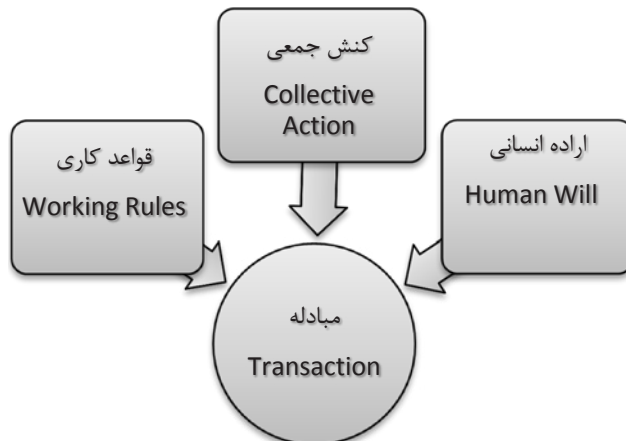 کنش جمعی
Collective
Action
قواعد کاری
Working Rules
اراده انسانی
Human Will
مبادله
Transaction